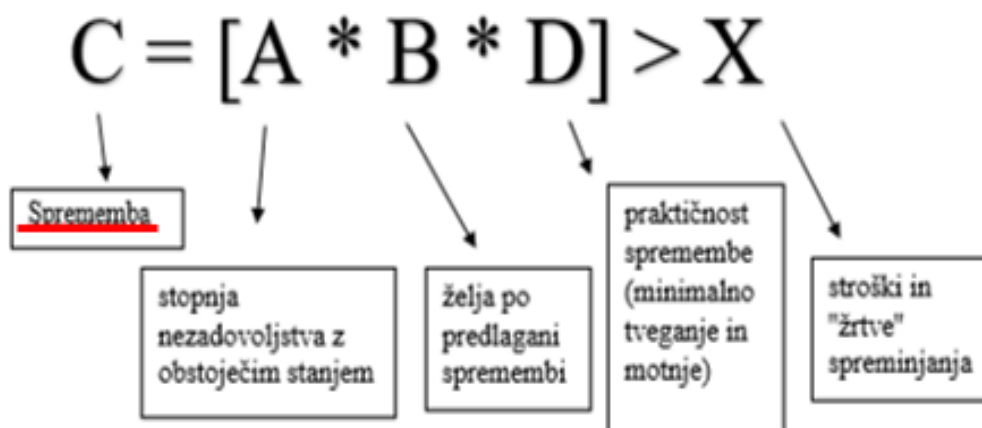 C = [A * B * D] > X
Sprememba
stopnja
nezadovoljstva z
obstoječim stanjem
želja po
predlagani
spremembi
praktičnost
spremembe
(minimalno
tveganje in
motnje)
stroški in
"žrtve"
spreminjanja